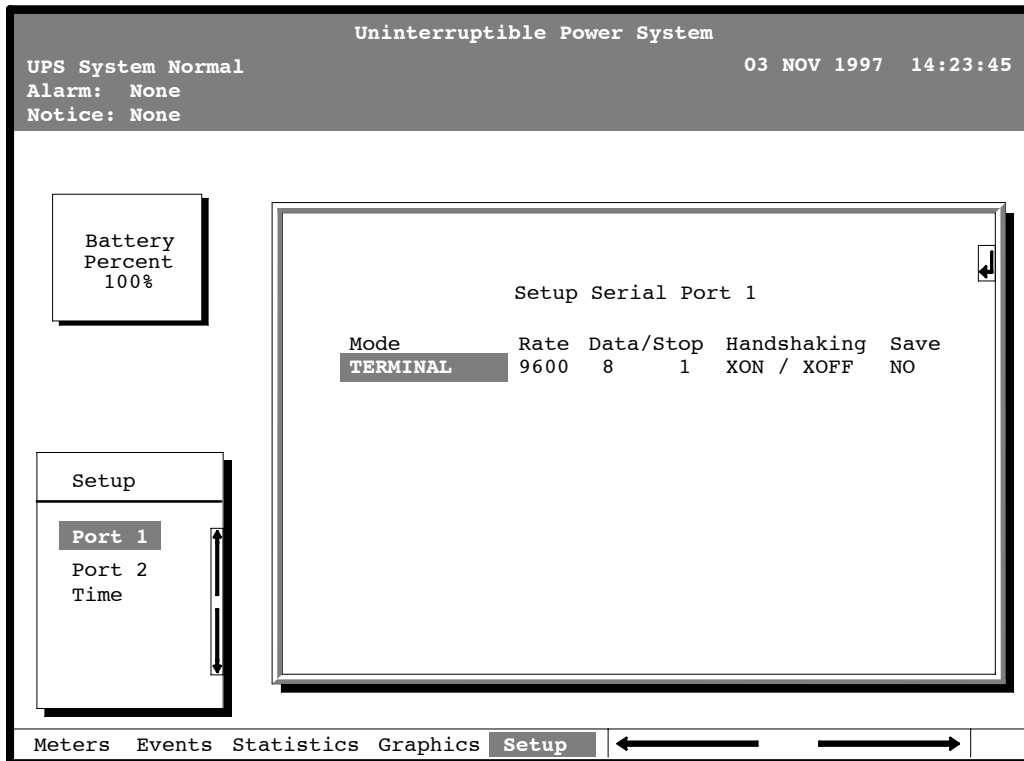 Uninterruptible Power System
UPS System Normal 03 NOV 1997 14:23:45
Alarm: None
Notice: None
Battery
Percent
100%
Setup Serial Port 1
Mode Rate Data/Stop Handshaking Save
TERMINAL 9600 8 1 XON / XOFF NO
Setup
Port 1
Port 2
Time
Meters Events Statistics Graphics Setup